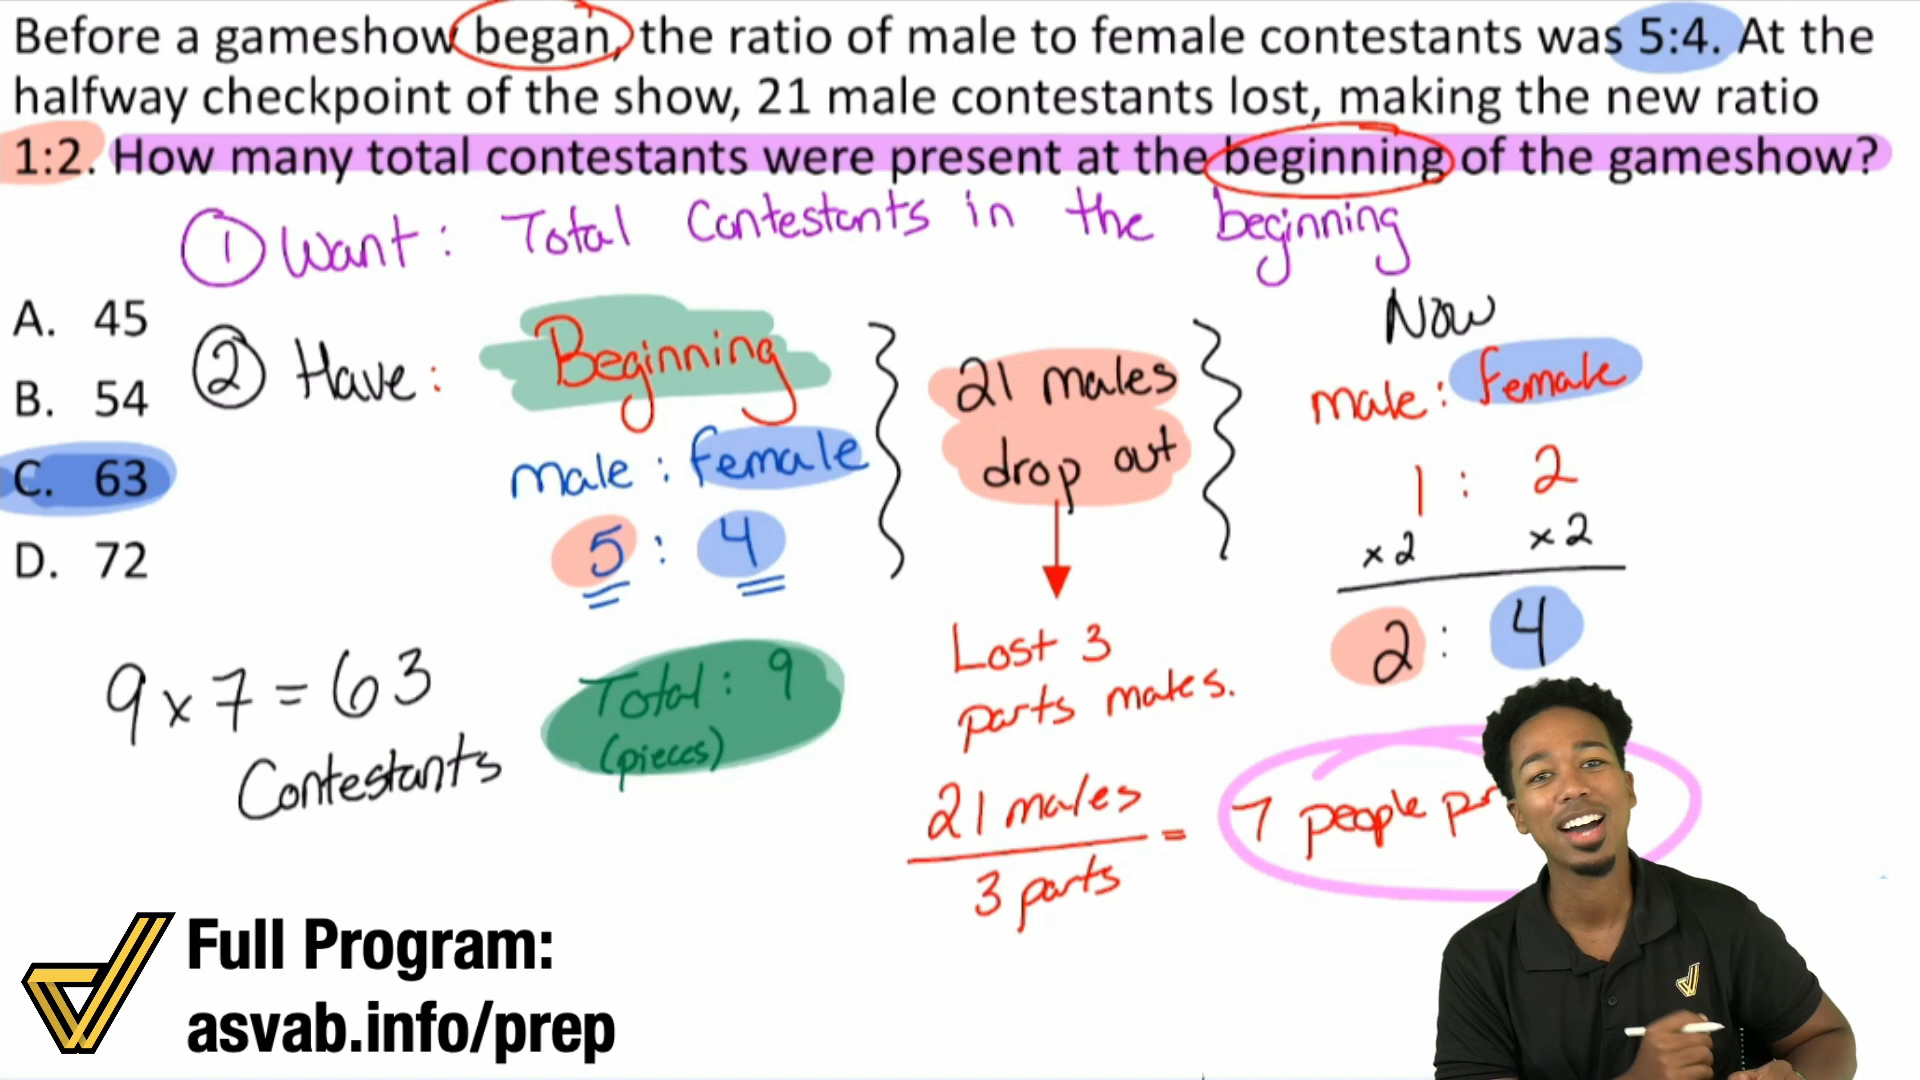 Before a gameshow began, the ratio of male to female contestants was 5:4. At the
halfway checkpoint of the show, 21 male contestants lost, making the new ratio
1:2. How many total contestants were present at the beginning of the gameshow?
1 Want: Total Contestants in the beginning
A. 45
B. 54
C. 63
D. 72
2 Have:
Beginning
male : female
5 : 4
Total: 9
(pieces)
21 males
drop out
Lost 3
parts males.
21 males
3 parts
=
7 people
Now
male: female
1 : 2
x2 x2
2 : 4
9 x 7 = 63
Contestants
Full Program:
asvab.info/prep